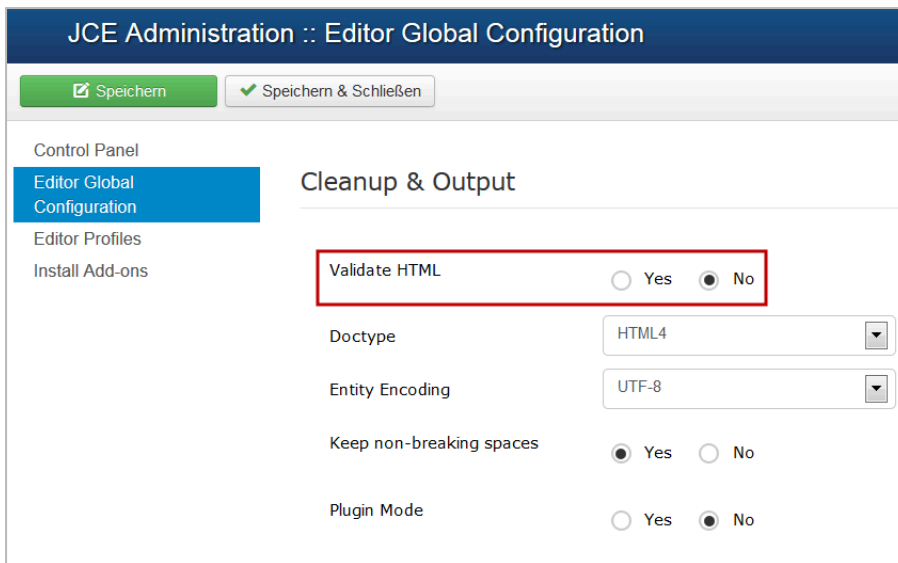 JCE Administration :: Editor Global Configuration
Speichern
Speichern & Schließen
Control Panel
Editor Global
Configuration
Editor Profiles
Install Add-ons
Cleanup & Output
Validate HTML
Yes
No
Doctype
HTML4
Entity Encoding
UTF-8
Keep non-breaking spaces
Yes
No
Plugin Mode
Yes
No